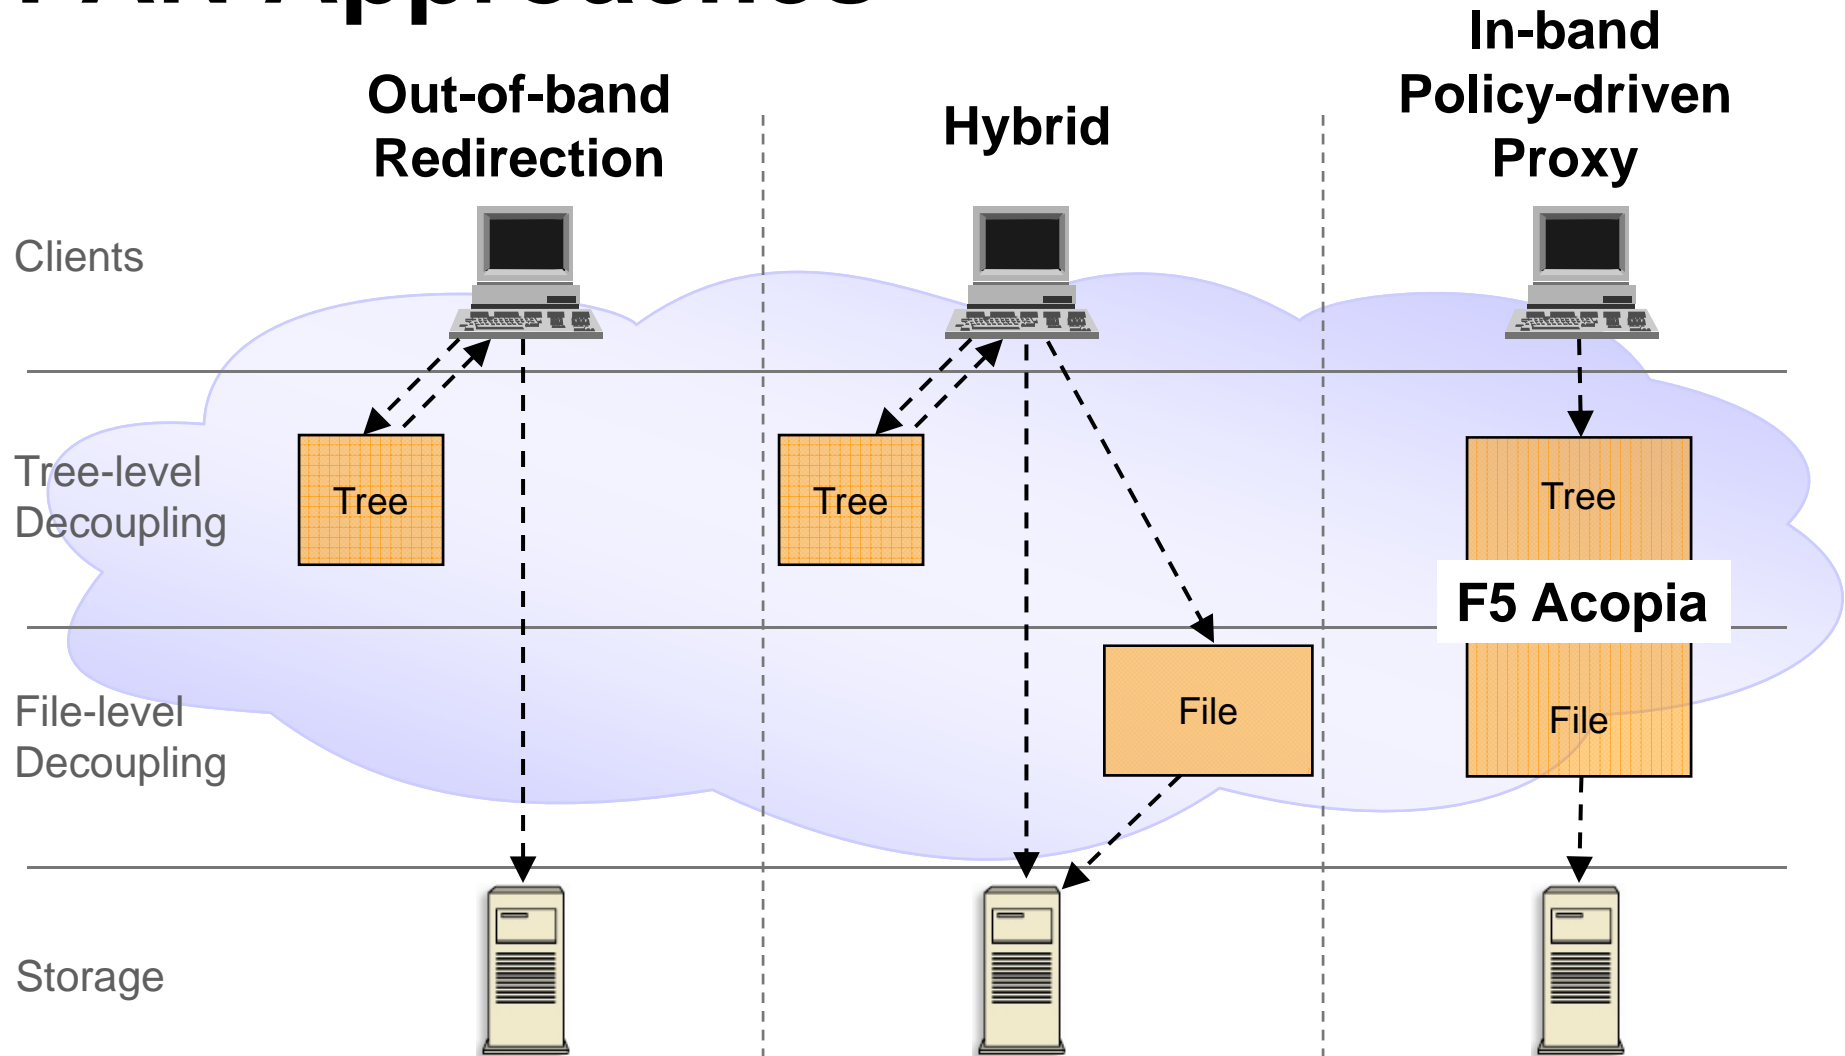 Out-of-band
Redirection
Hybrid
In-band
Policy-driven
Proxy
Clients
Tree-level
Decoupling
Tree
Tree
Tree
F5 Acopia
File-level
Decoupling
File
File
Storage